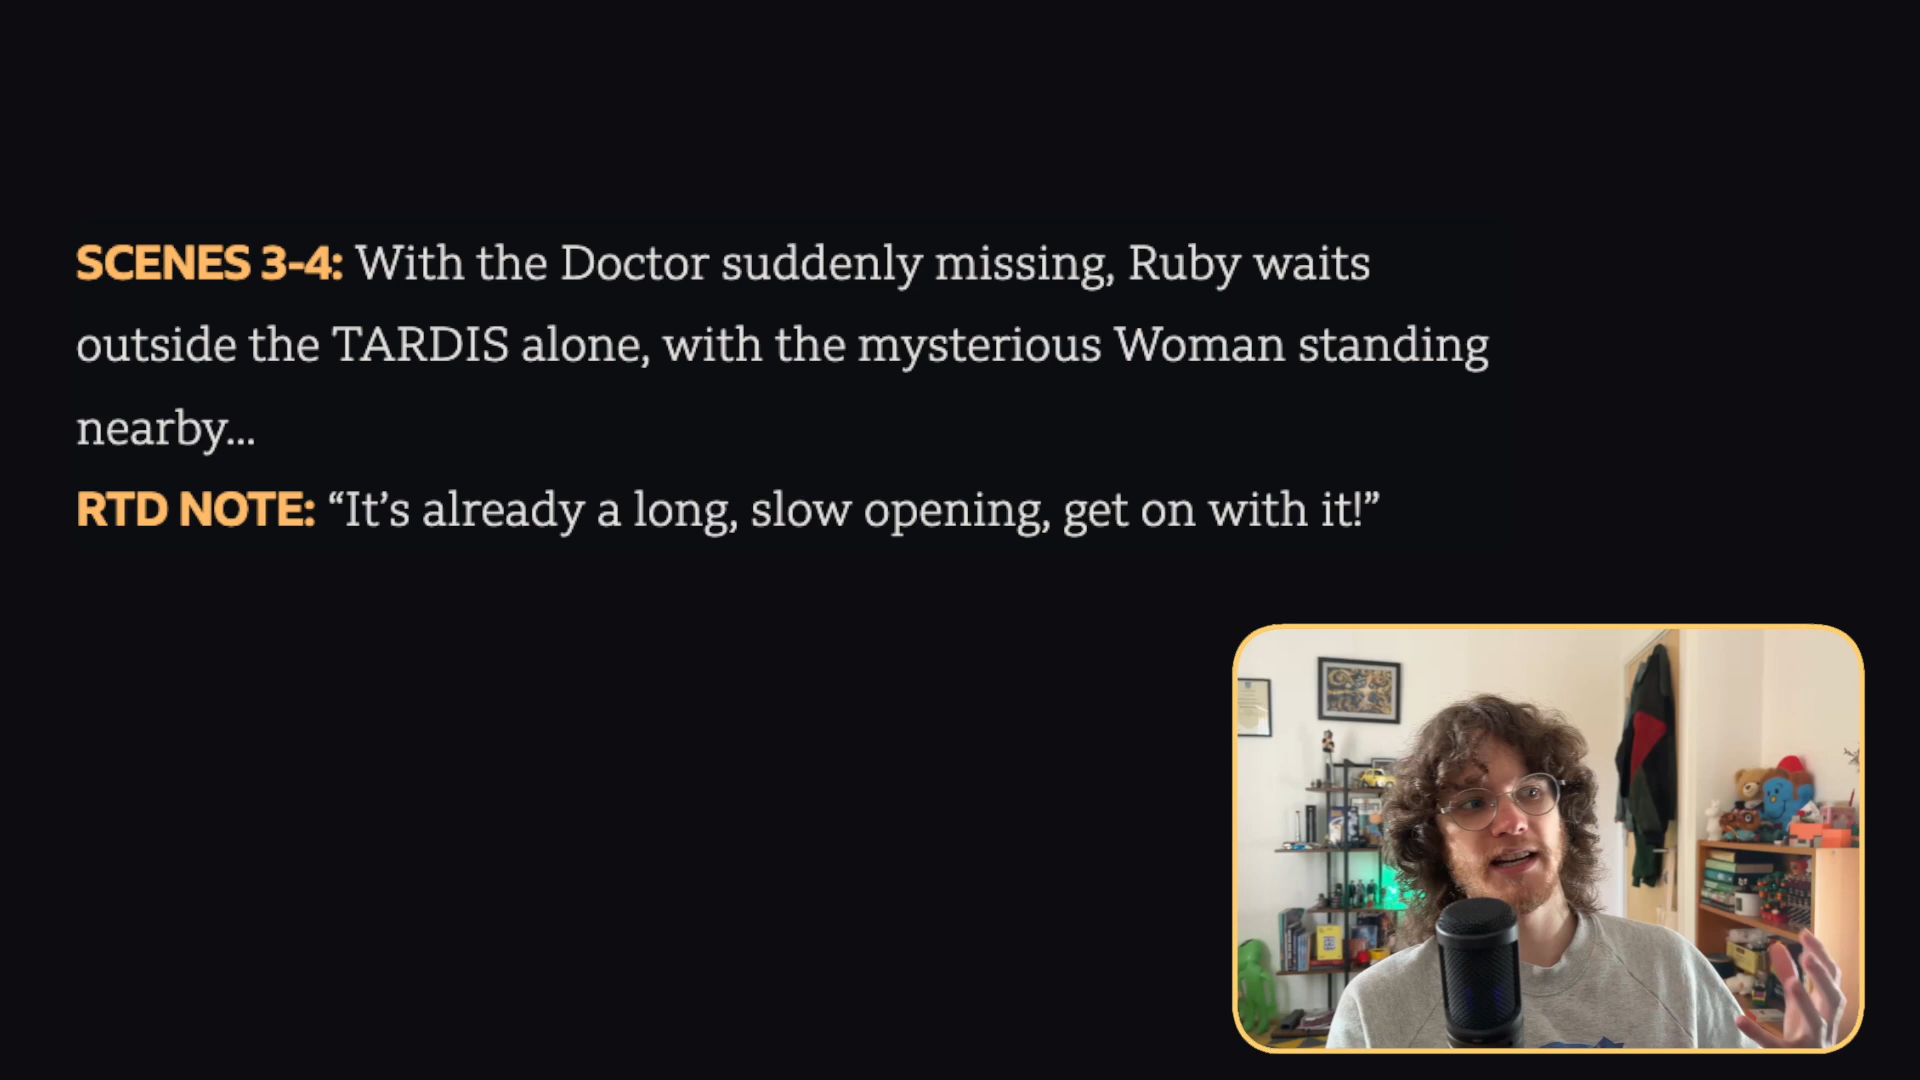 SCENES 3-4: With the Doctor suddenly missing, Ruby waits
outside the TARDIS alone, with the mysterious Woman standing
nearby...
RTD NOTE: “It’s already a long, slow opening, get on with it!”